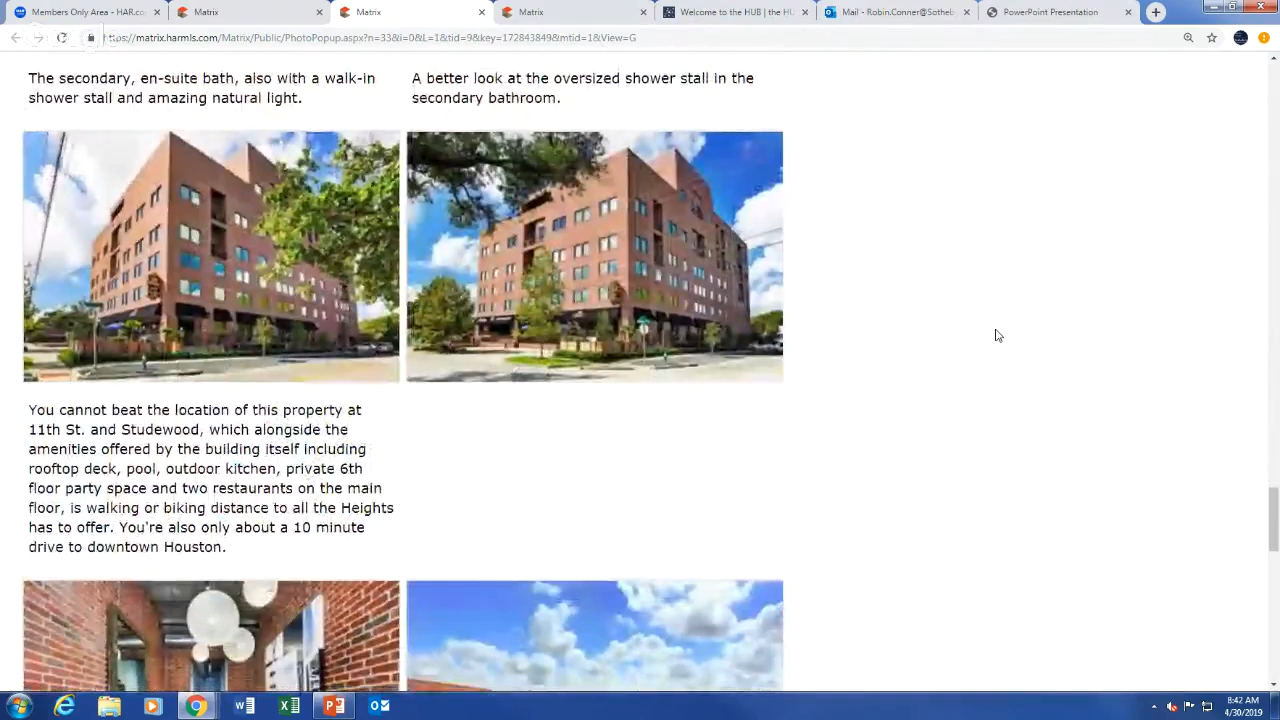 Members Only Area - HAR.co
Matrix
Matrix
Matrix
Welcome to the HUB | the HU
Mail - Robin.Conner@Sotheb
PowerPoint Presentation
ttps://matrix.harmls.com/Matrix/Public/PhotoPopup.aspx?n=33&i=0&L=1&tid=9&key=172843849&mtid=1&View=G
The secondary, en-suite bath, also with a walk-in
shower stall and amazing natural light.
A better look at the oversized shower stall in the
secondary bathroom.
You cannot beat the location of this property at
11th St. and Studewood, which alongside the
amenities offered by the building itself including
rooftop deck, pool, outdoor kitchen, private 6th
floor party space and two restaurants on the main
floor, is walking or biking distance to all the Heights
has to offer. You're also only about a 10 minute
drive to downtown Houston.
8:42 AM
4/30/2019